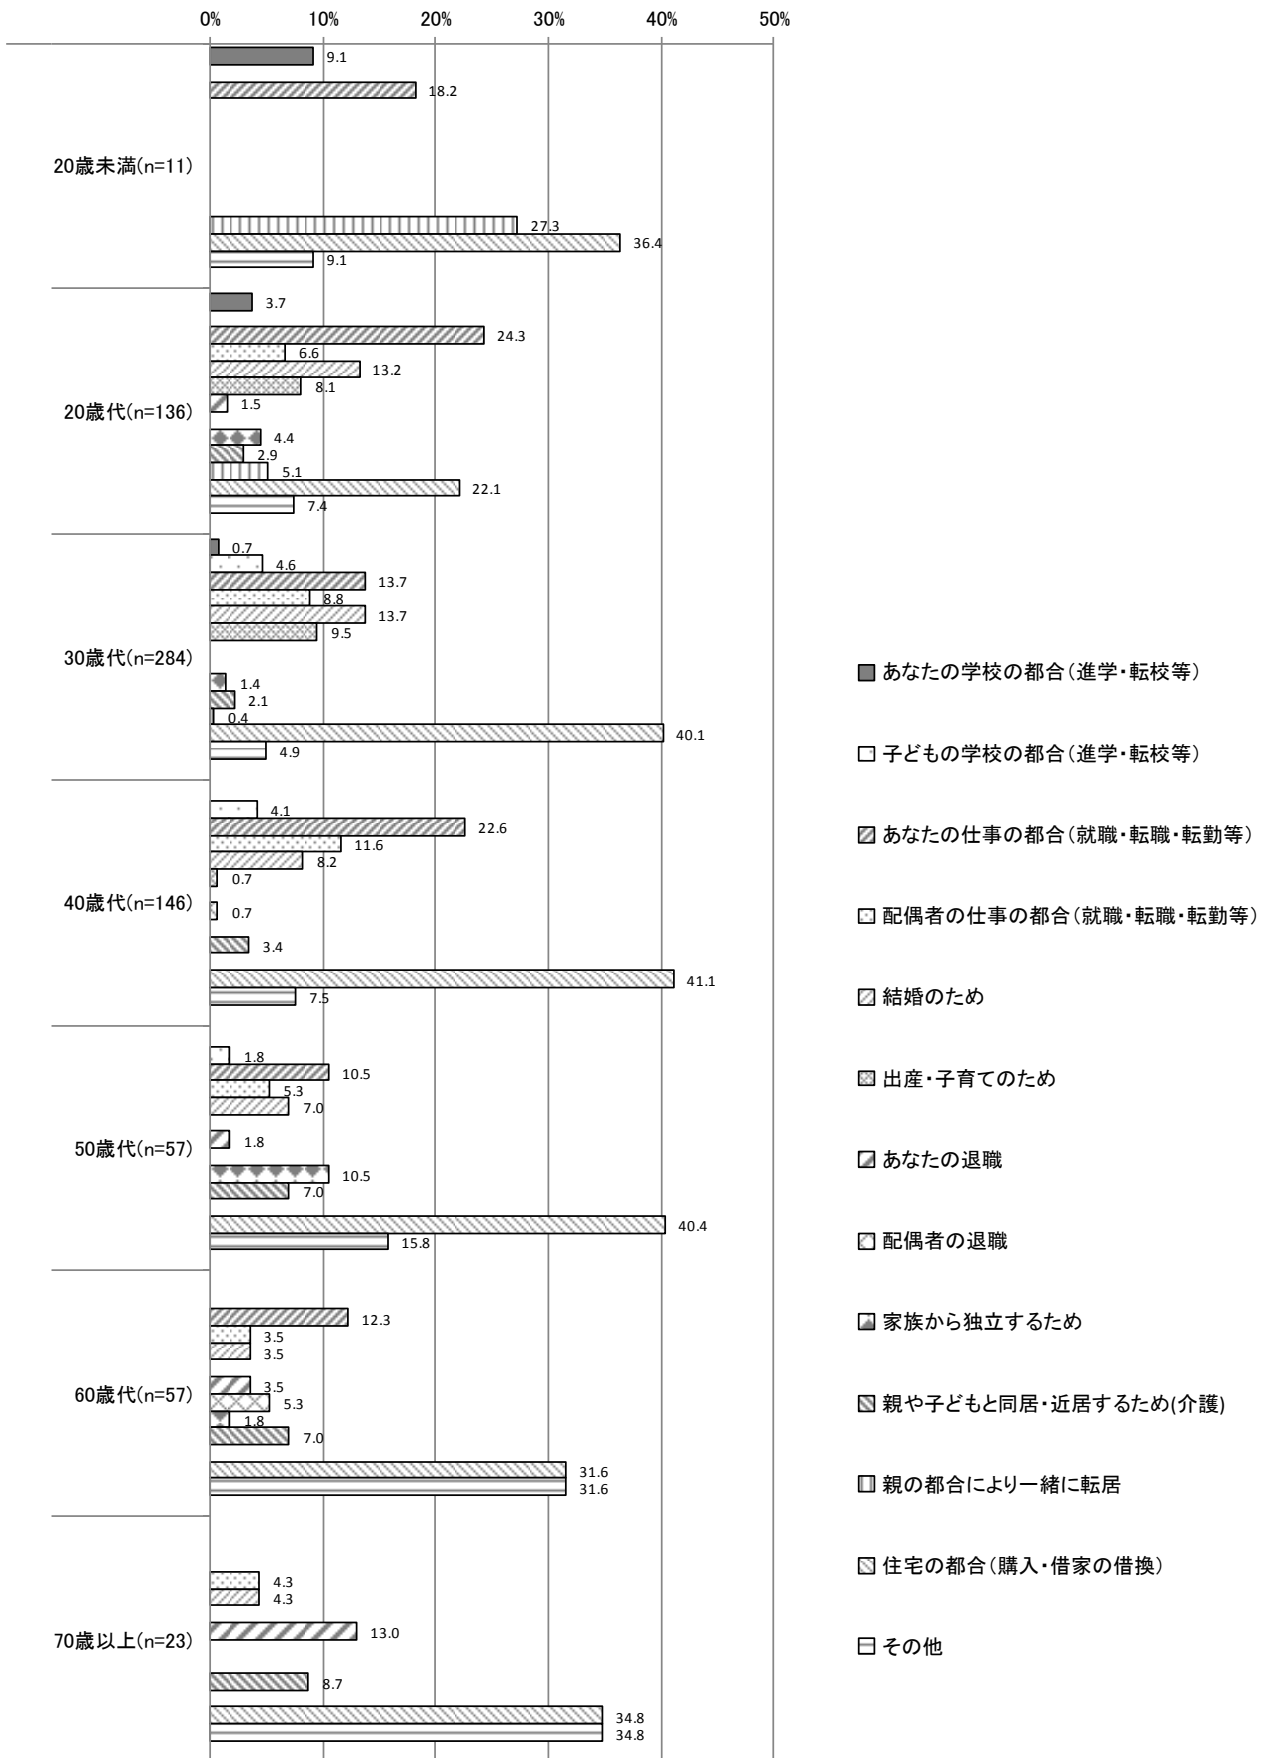 0% 10% 20% 30% 40% 50%
20歳未満(n=11)
9.1
18.2
27.3
36.4
9.1
20歳代(n=136)
3.7
24.3
6.6
13.2
8.1
1.5
4.4
2.9
5.1
22.1
7.4
30歳代(n=284)
0.7
4.6
13.7
8.8
13.7
9.5
1.4
2.1
0.4
40.1
4.9
40歳代(n=146)
4.1
22.6
11.6
8.2
0.7
0.7
3.4
41.1
7.5
50歳代(n=57)
1.8
10.5
5.3
7.0
1.8
10.5
7.0
40.4
15.8
60歳代(n=57)
12.3
3.5
3.5
3.5
5.3
1.8
7.0
31.6
31.6
70歳以上(n=23)
4.3
4.3
13.0
8.7
34.8
34.8
あなたの学校の都合(進学・転校等)
子どもの学校の都合(進学・転校等)
あなたの仕事の都合(就職・転職・転勤等)
配偶者の仕事の都合(就職・転職・転勤等)
結婚のため
出産・子育てのため
あなたの退職
配偶者の退職
家族から独立するため
親や子どもと同居・近居するため(介護)
親の都合により一緒に転居
住宅の都合(購入・借家の借換)
その他